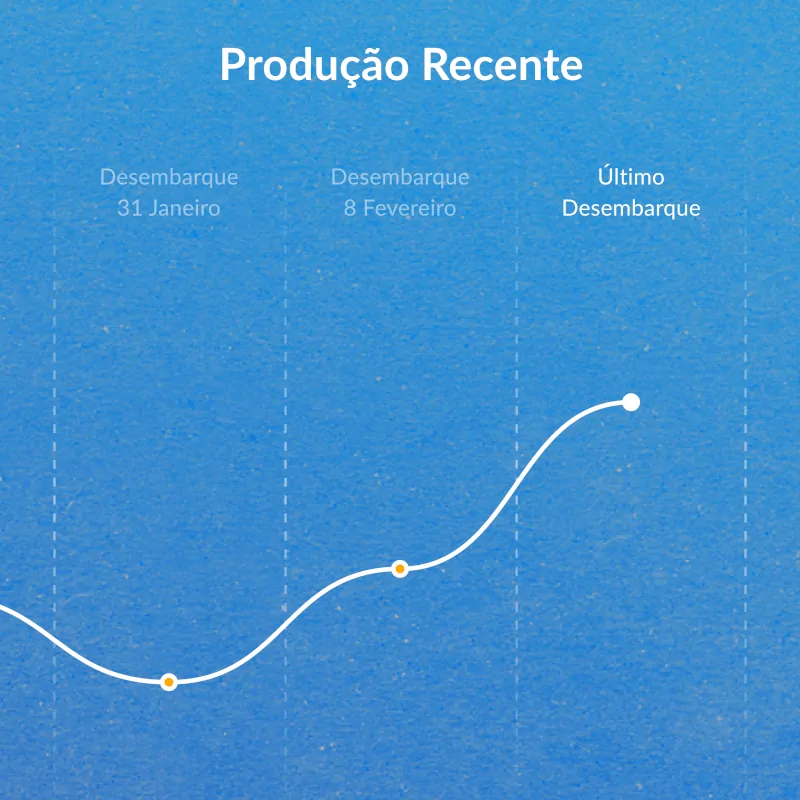 Produção Recente
Desembarque
31 Janeiro
Desembarque
8 Fevereiro
Último
Desembarque